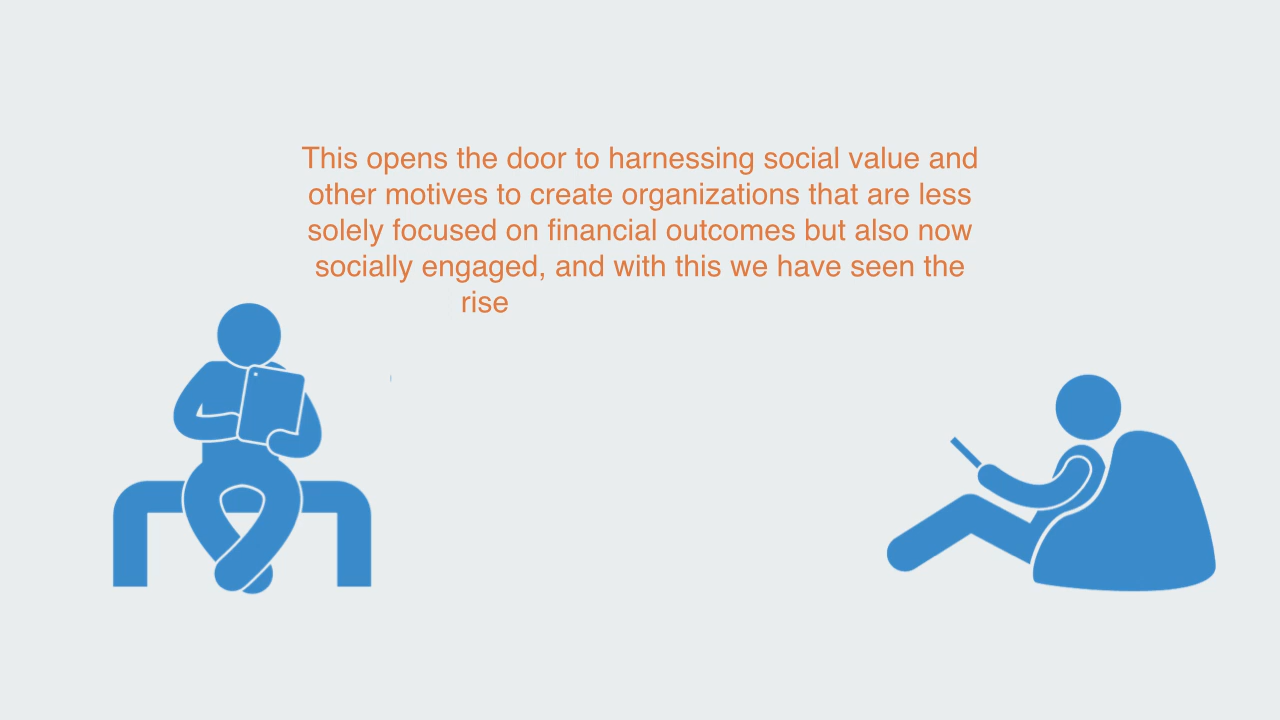 This opens the door to harnessing social value and
other motives to create organizations that are less
solely focused on financial outcomes but also now
socially engaged, and with this we have seen the
rise